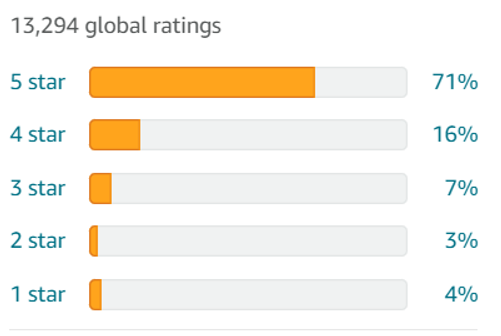 13,294 global ratings
5 star 71%
4 star 16%
3 star 7%
2 star 3%
1 star 4%